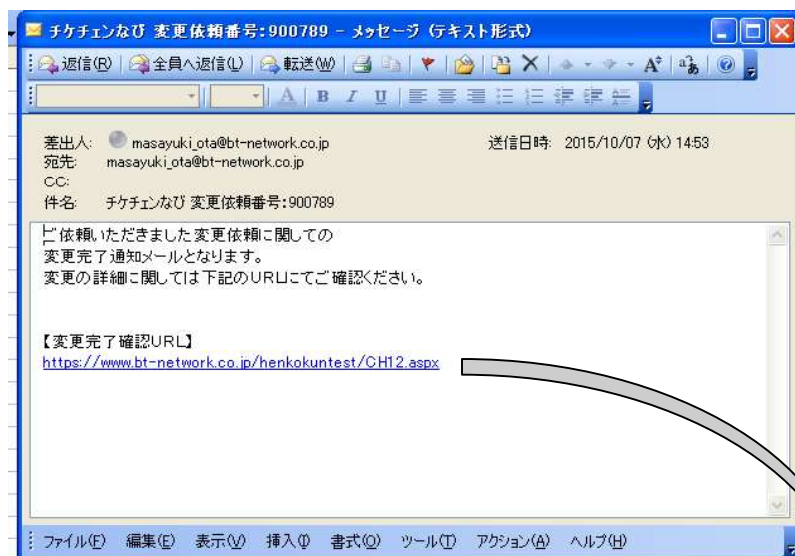 チケチェンなび 変更依頼番号:900789 - メッセージ (テキスト形式)
返信(R) 全員へ返信(L) 転送(W)
A B I U
差出人: masayuki_ota@bt-network.co.jp 送信日時: 2015/10/07 (水) 14:53
宛先: masayuki_ota@bt-network.co.jp
CC:
件名: チケチェンなび 変更依頼番号:900789
ご依頼いただきました変更依頼に関しての
変更完了通知メールとなります。
変更の詳細に関しては下記のURLにてご確認ください。
【変更完了確認URL】
https://www.bt-network.co.jp/henkokuntest/CH12.aspx
ファイル(F) 編集(E) 表示(V) 挿入(I) 書式(O) ツール(T) アクション(A) ヘルプ(H)